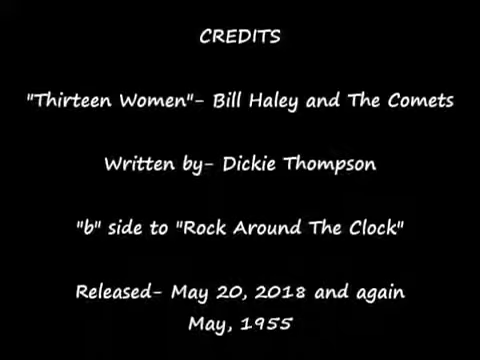 CREDITS
"Thirteen Women"- Bill Haley and The Comets
Written by- Dickie Thompson
"b" side to "Rock Around The Clock"
Released- May 20, 2018 and again
May, 1955